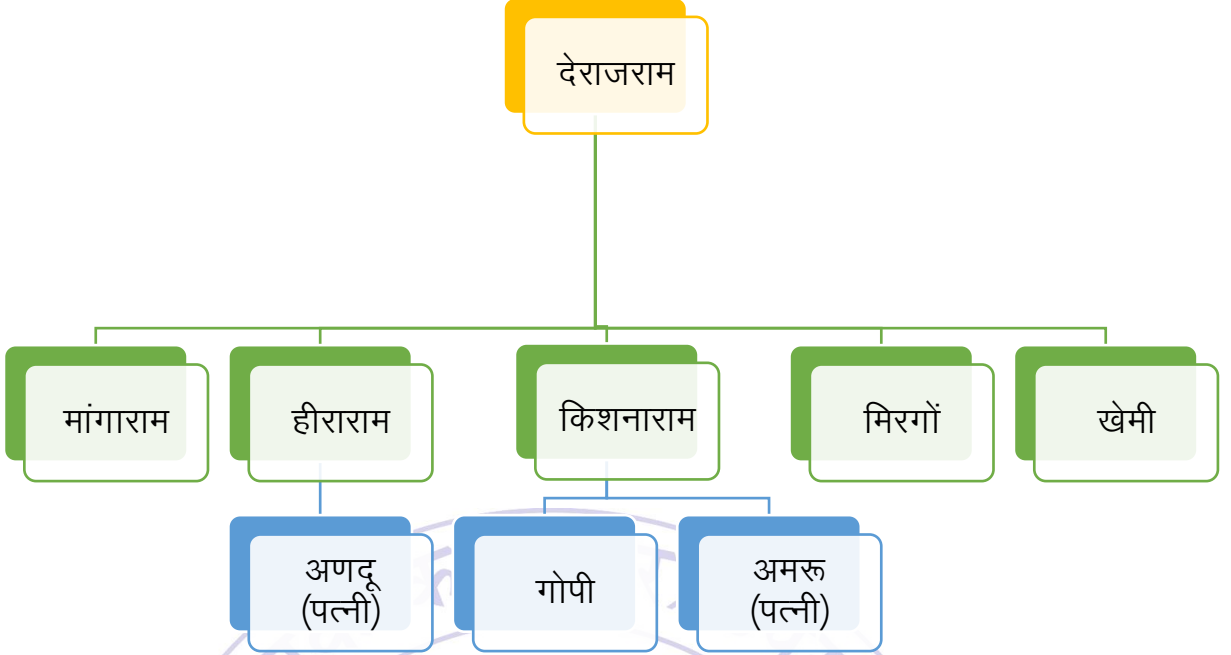 देराजराम
मांगाराम
हीराराम
किशनाराम
मिरगों
खेमी
अणदू
(पत्नी)
गोपी
अमरू
(पत्नी)